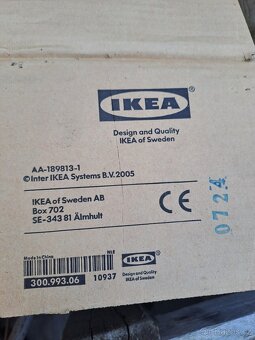 IKEA
Design and Quality
IKEA of Sweden
AA-189813-1
©Inter IKEA Systems B.V.2005
IKEA of Sweden AB
Box 702
SE-343 81 Älmhult
CE
0724
Made in China
300.993.06
10937
IKEA
Design and Quality
IKEA of Sweden